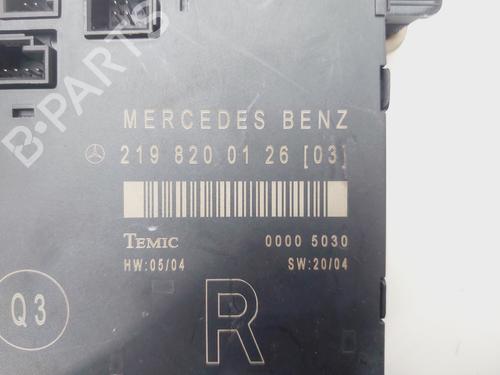 B-PARTS
MERCEDES BENZ
219 820 01 26 [03]
TEMIC 0000 5030
HW:05/04 SW:20/04
Q3
R